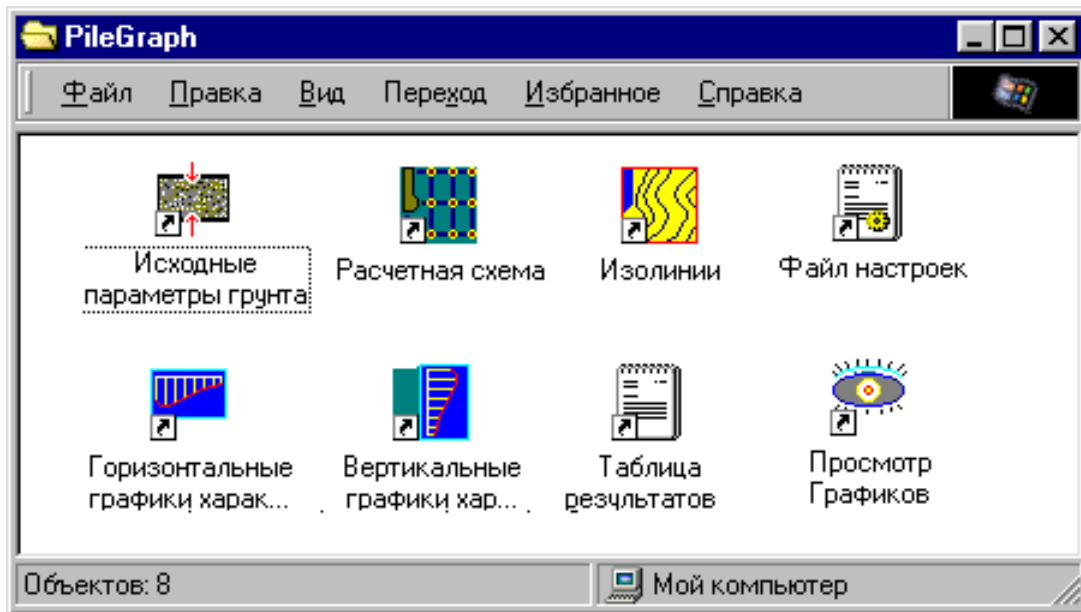 PileGraph
Файл Правка Вид Переход Избранное Справка
Исходные
параметры грунта
Расчетная схема
Изолинии
Файл настроек
Горизонтальные
графики харак...
Вертикальные
графики хар...
Таблица
результатов
Просмотр
Графиков
Объектов: 8
Мой компьютер